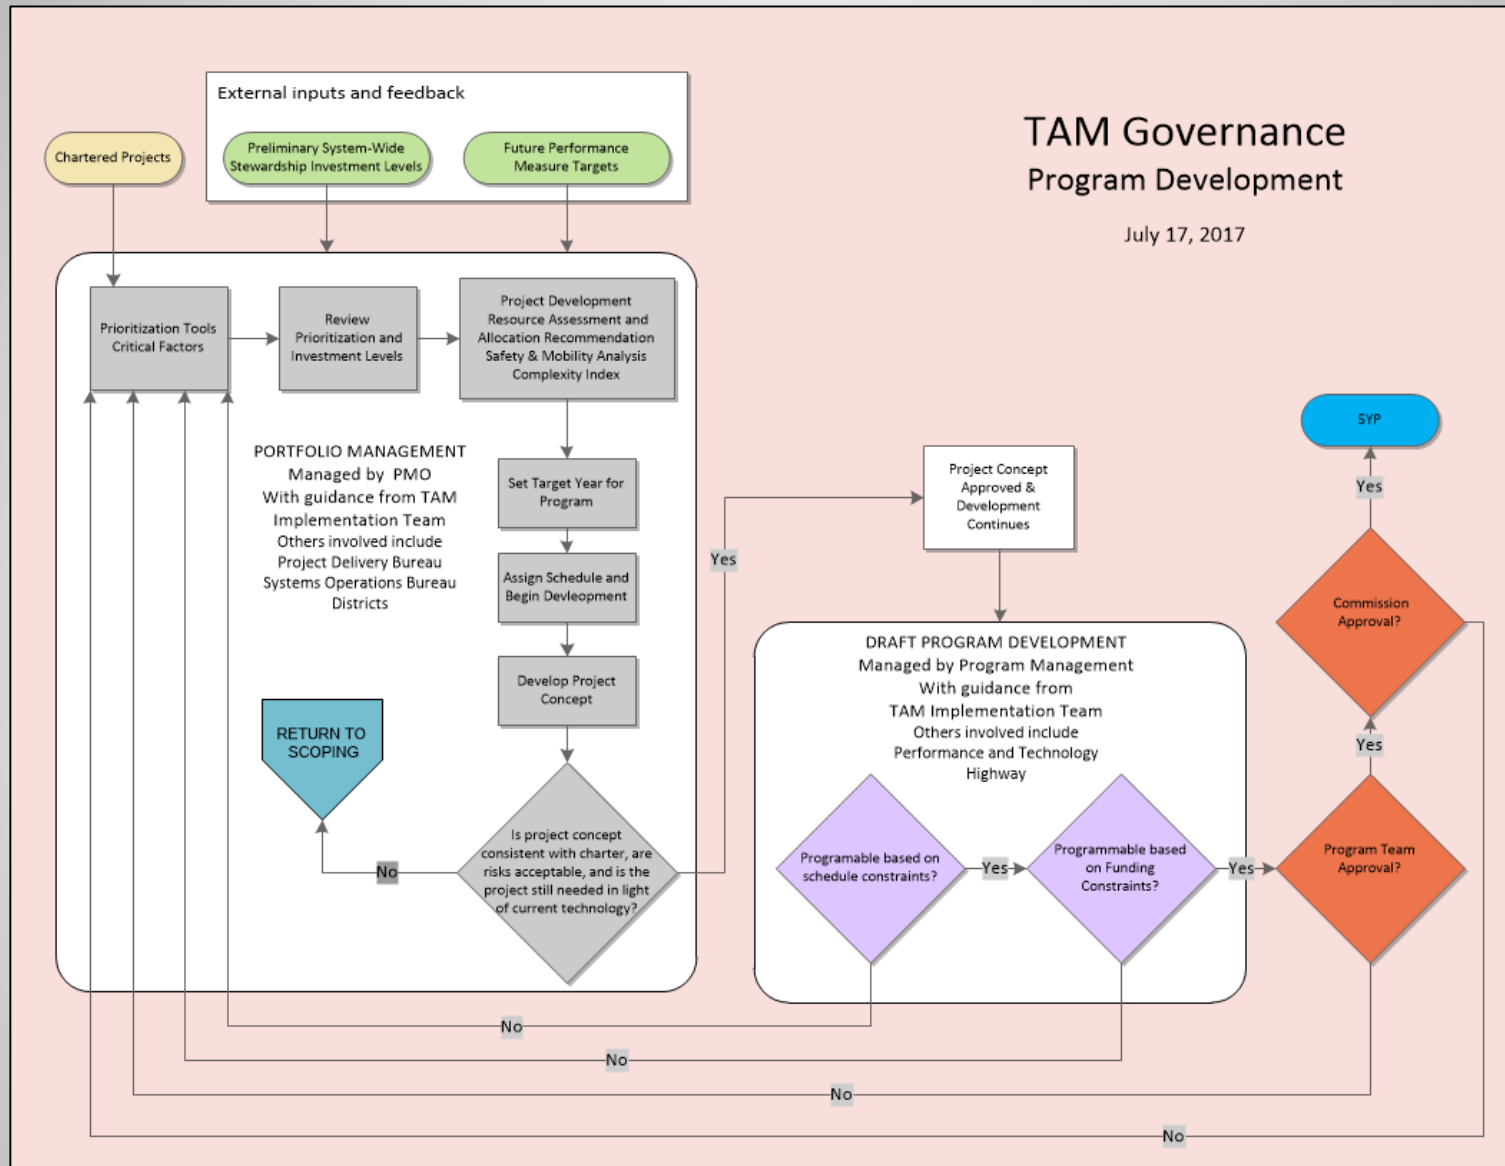 TAM Governance
Program Development
July 17, 2017
External inputs and feedback
Chartered Projects
Preliminary System-Wide
Stewardship Investment Levels
Future Performance
Measure Targets
Prioritization Tools
Critical Factors
Review
Prioritization and
Investment Levels
Project Development
Resource Assessment and
Allocation Recommendation
Safety & Mobility Analysis
Complexity Index
PORTFOLIO MANAGEMENT
Managed by PMO
With guidance from TAM
Implementation Team
Others involved include
Project Delivery Bureau
Systems Operations Bureau
Districts
Set Target Year for
Program
Assign Schedule and
Begin Devleopment
Develop Project
Concept
RETURN TO
SCOPING
Is project concept
consistent with charter, are
risks acceptable, and is the
project still needed in light
of current technology?
No
Yes
Project Concept
Approved &
Development
Continues
DRAFT PROGRAM DEVELOPMENT
Managed by Program Management
With guidance from
TAM Implementation Team
Others involved include
Performance and Technology
Highway
Programable based on
schedule constraints?
Yes
Programmable based
on Funding
Constraints?
Yes
Program Team
Approval?
Yes
Commission
Approval?
Yes
5YP
No
No
No
No